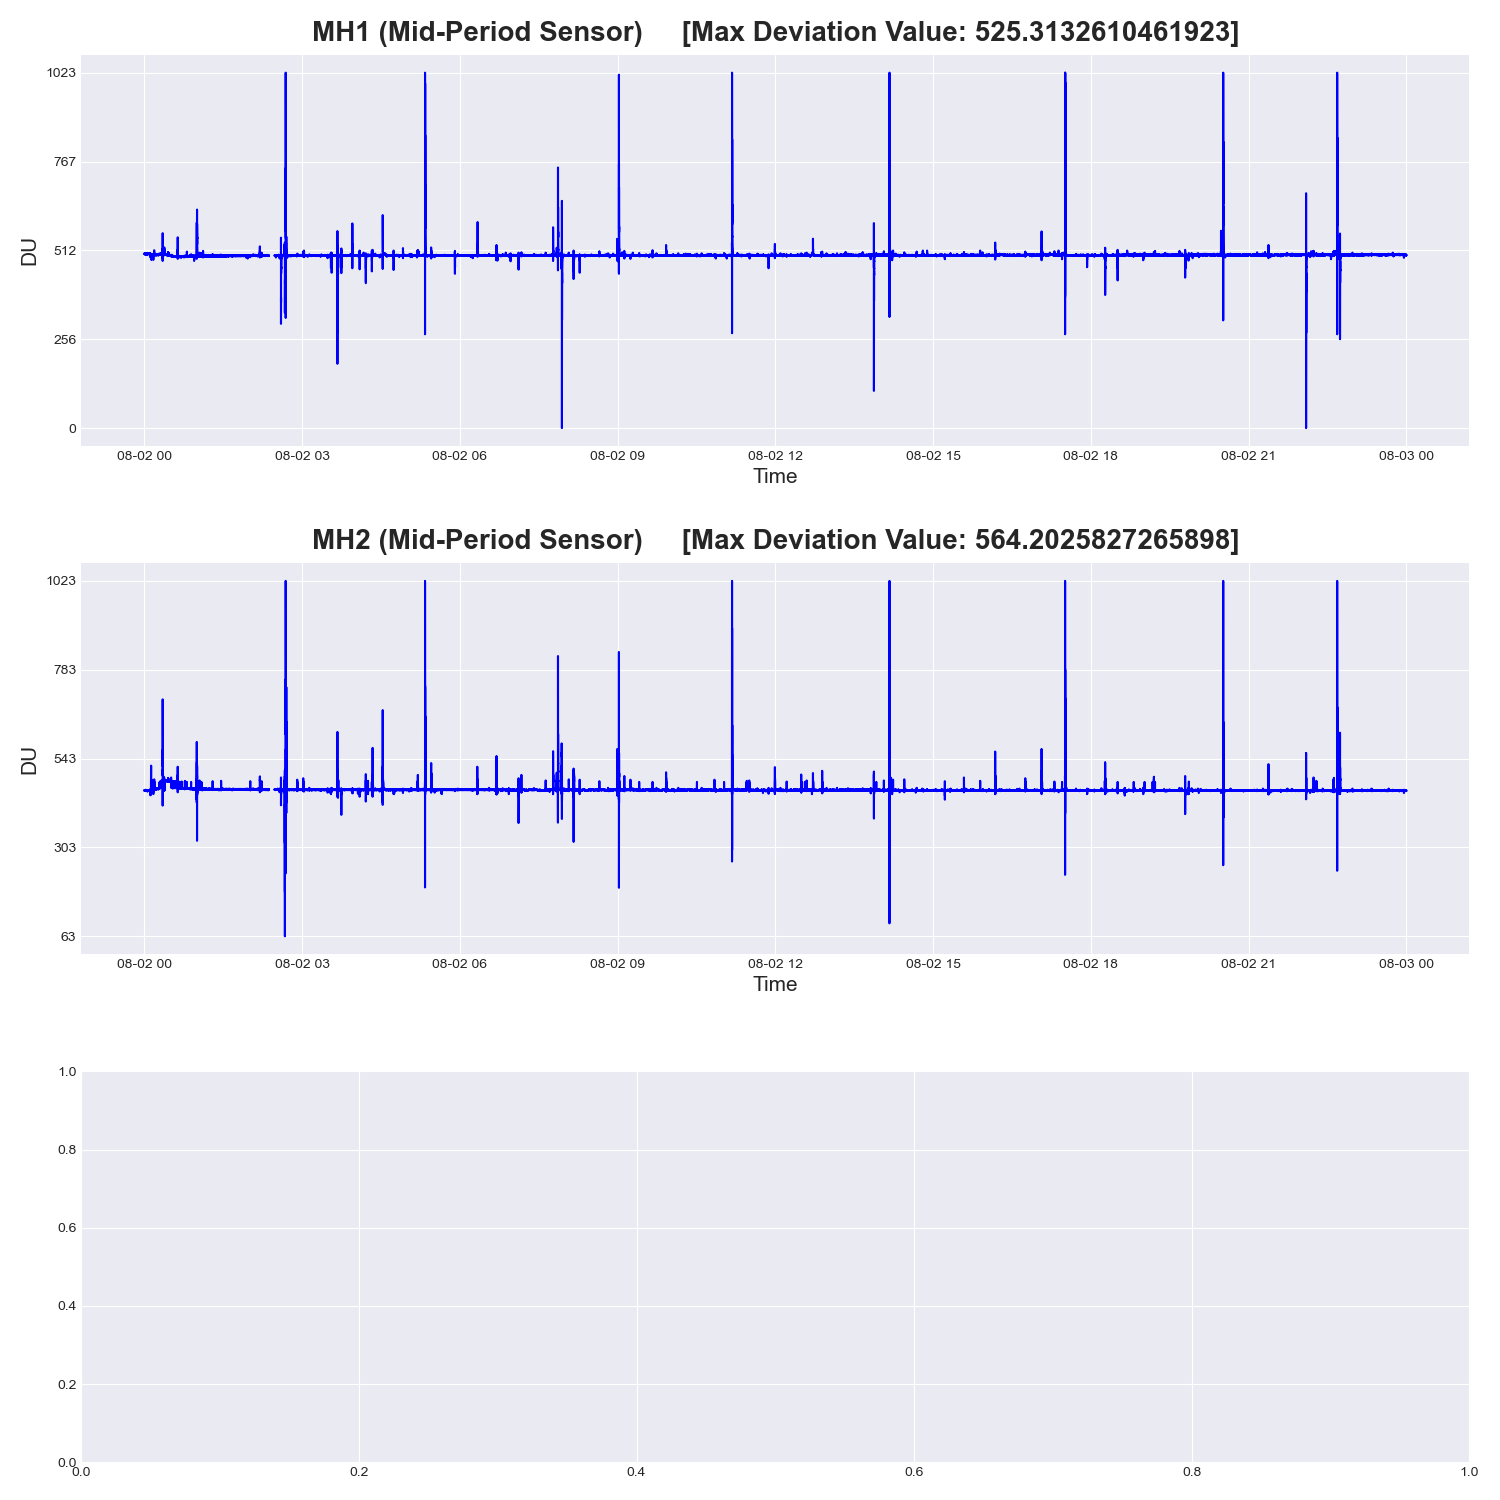 MH1 (Mid-Period Sensor) [Max Deviation Value: 525.3132610461923]
1023
767
512
256
0
DU
08-02 00 08-02 03 08-02 06 08-02 09 08-02 12 08-02 15 08-02 18 08-02 21 08-03 00
Time
MH2 (Mid-Period Sensor) [Max Deviation Value: 564.2025827265898]
1023
783
543
303
63
DU
08-02 00 08-02 03 08-02 06 08-02 09 08-02 12 08-02 15 08-02 18 08-02 21 08-03 00
Time
1.0
0.8
0.6
0.4
0.2
0.0
0.0 0.2 0.4 0.6 0.8 1.0